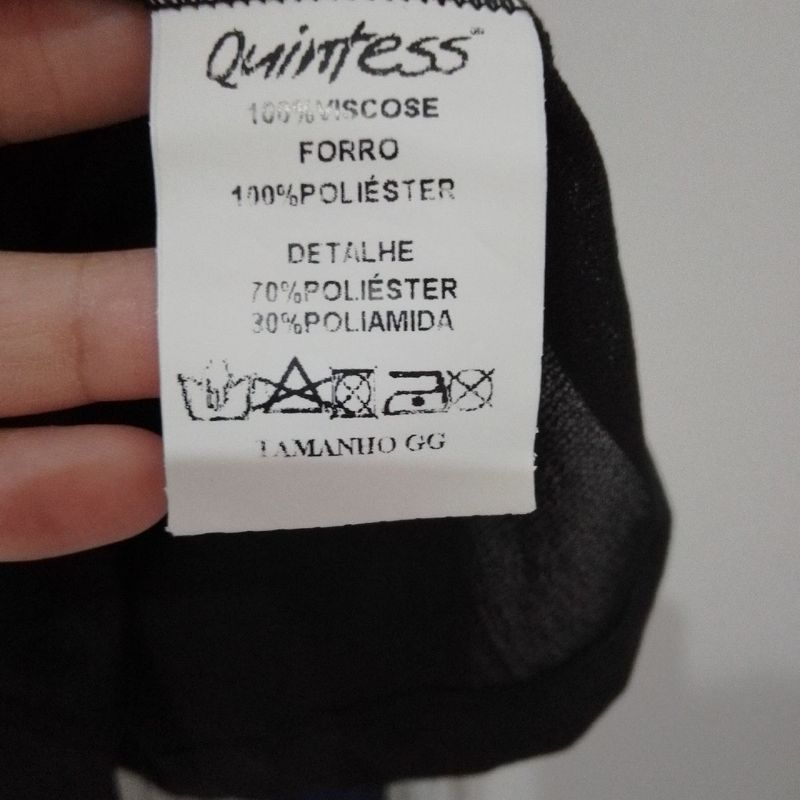 Quintess
100%VISCOSE
FORRO
100%POLIÉSTER
DETALHE
70%POLIÉSTER
30%POLIAMIDA
TAMANHO GG